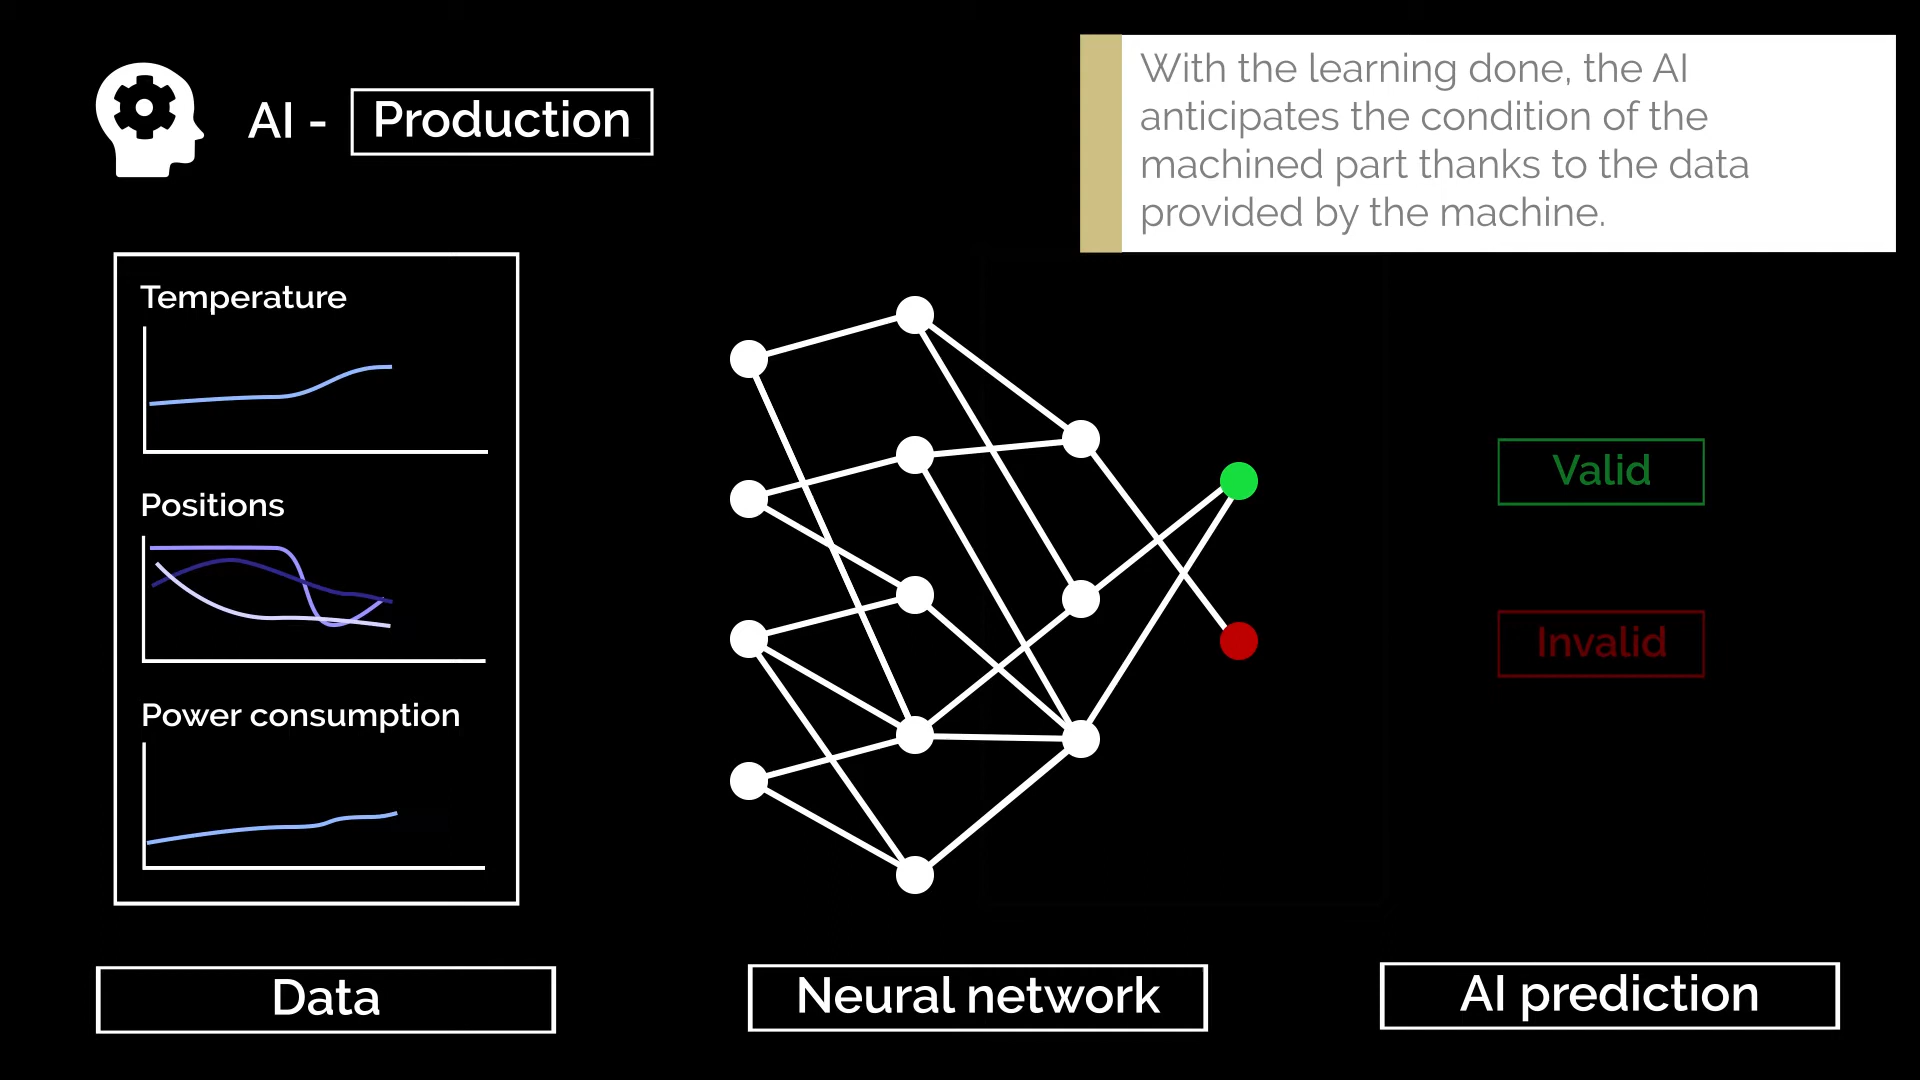 AI - Production
With the learning done, the AI
anticipates the condition of the
machined part thanks to the data
provided by the machine.
Temperature
Positions
Power consumption
Valid
Invalid
Data
Neural network
AI prediction